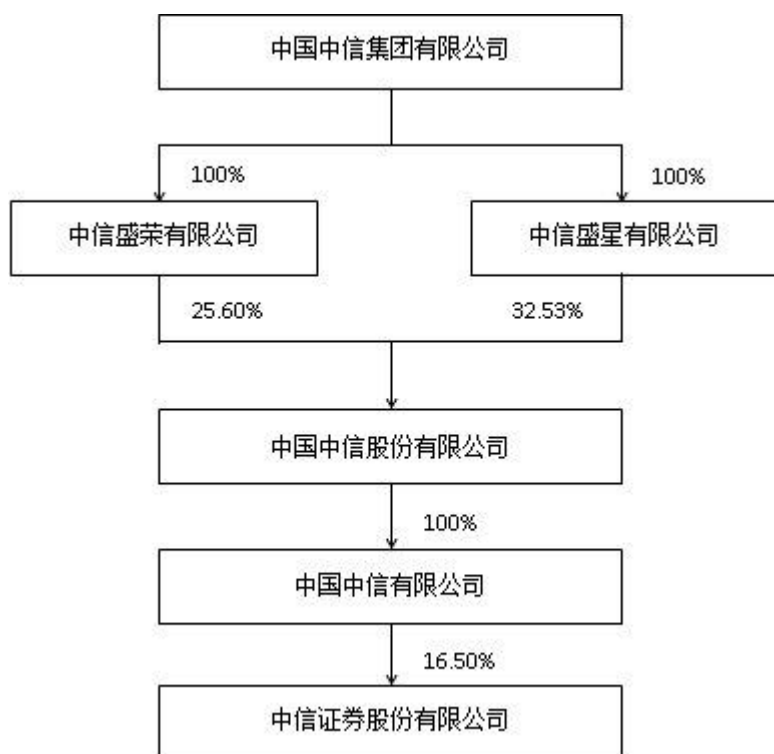 中国中信集团有限公司
100%
100%
中信盛荣有限公司
中信盛星有限公司
25.60%
32.53%
中国中信股份有限公司
100%
中国中信有限公司
16.50%
中信证券股份有限公司